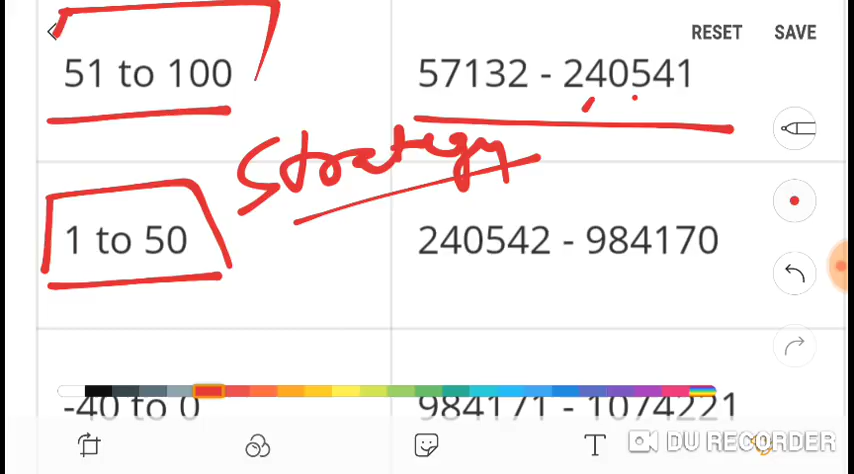 RESET SAVE
51 to 100 57132 - 240541
Strategy
1 to 50 240542 - 984170
-40 to 0 984171 - 1074221
T
DU RECORDER